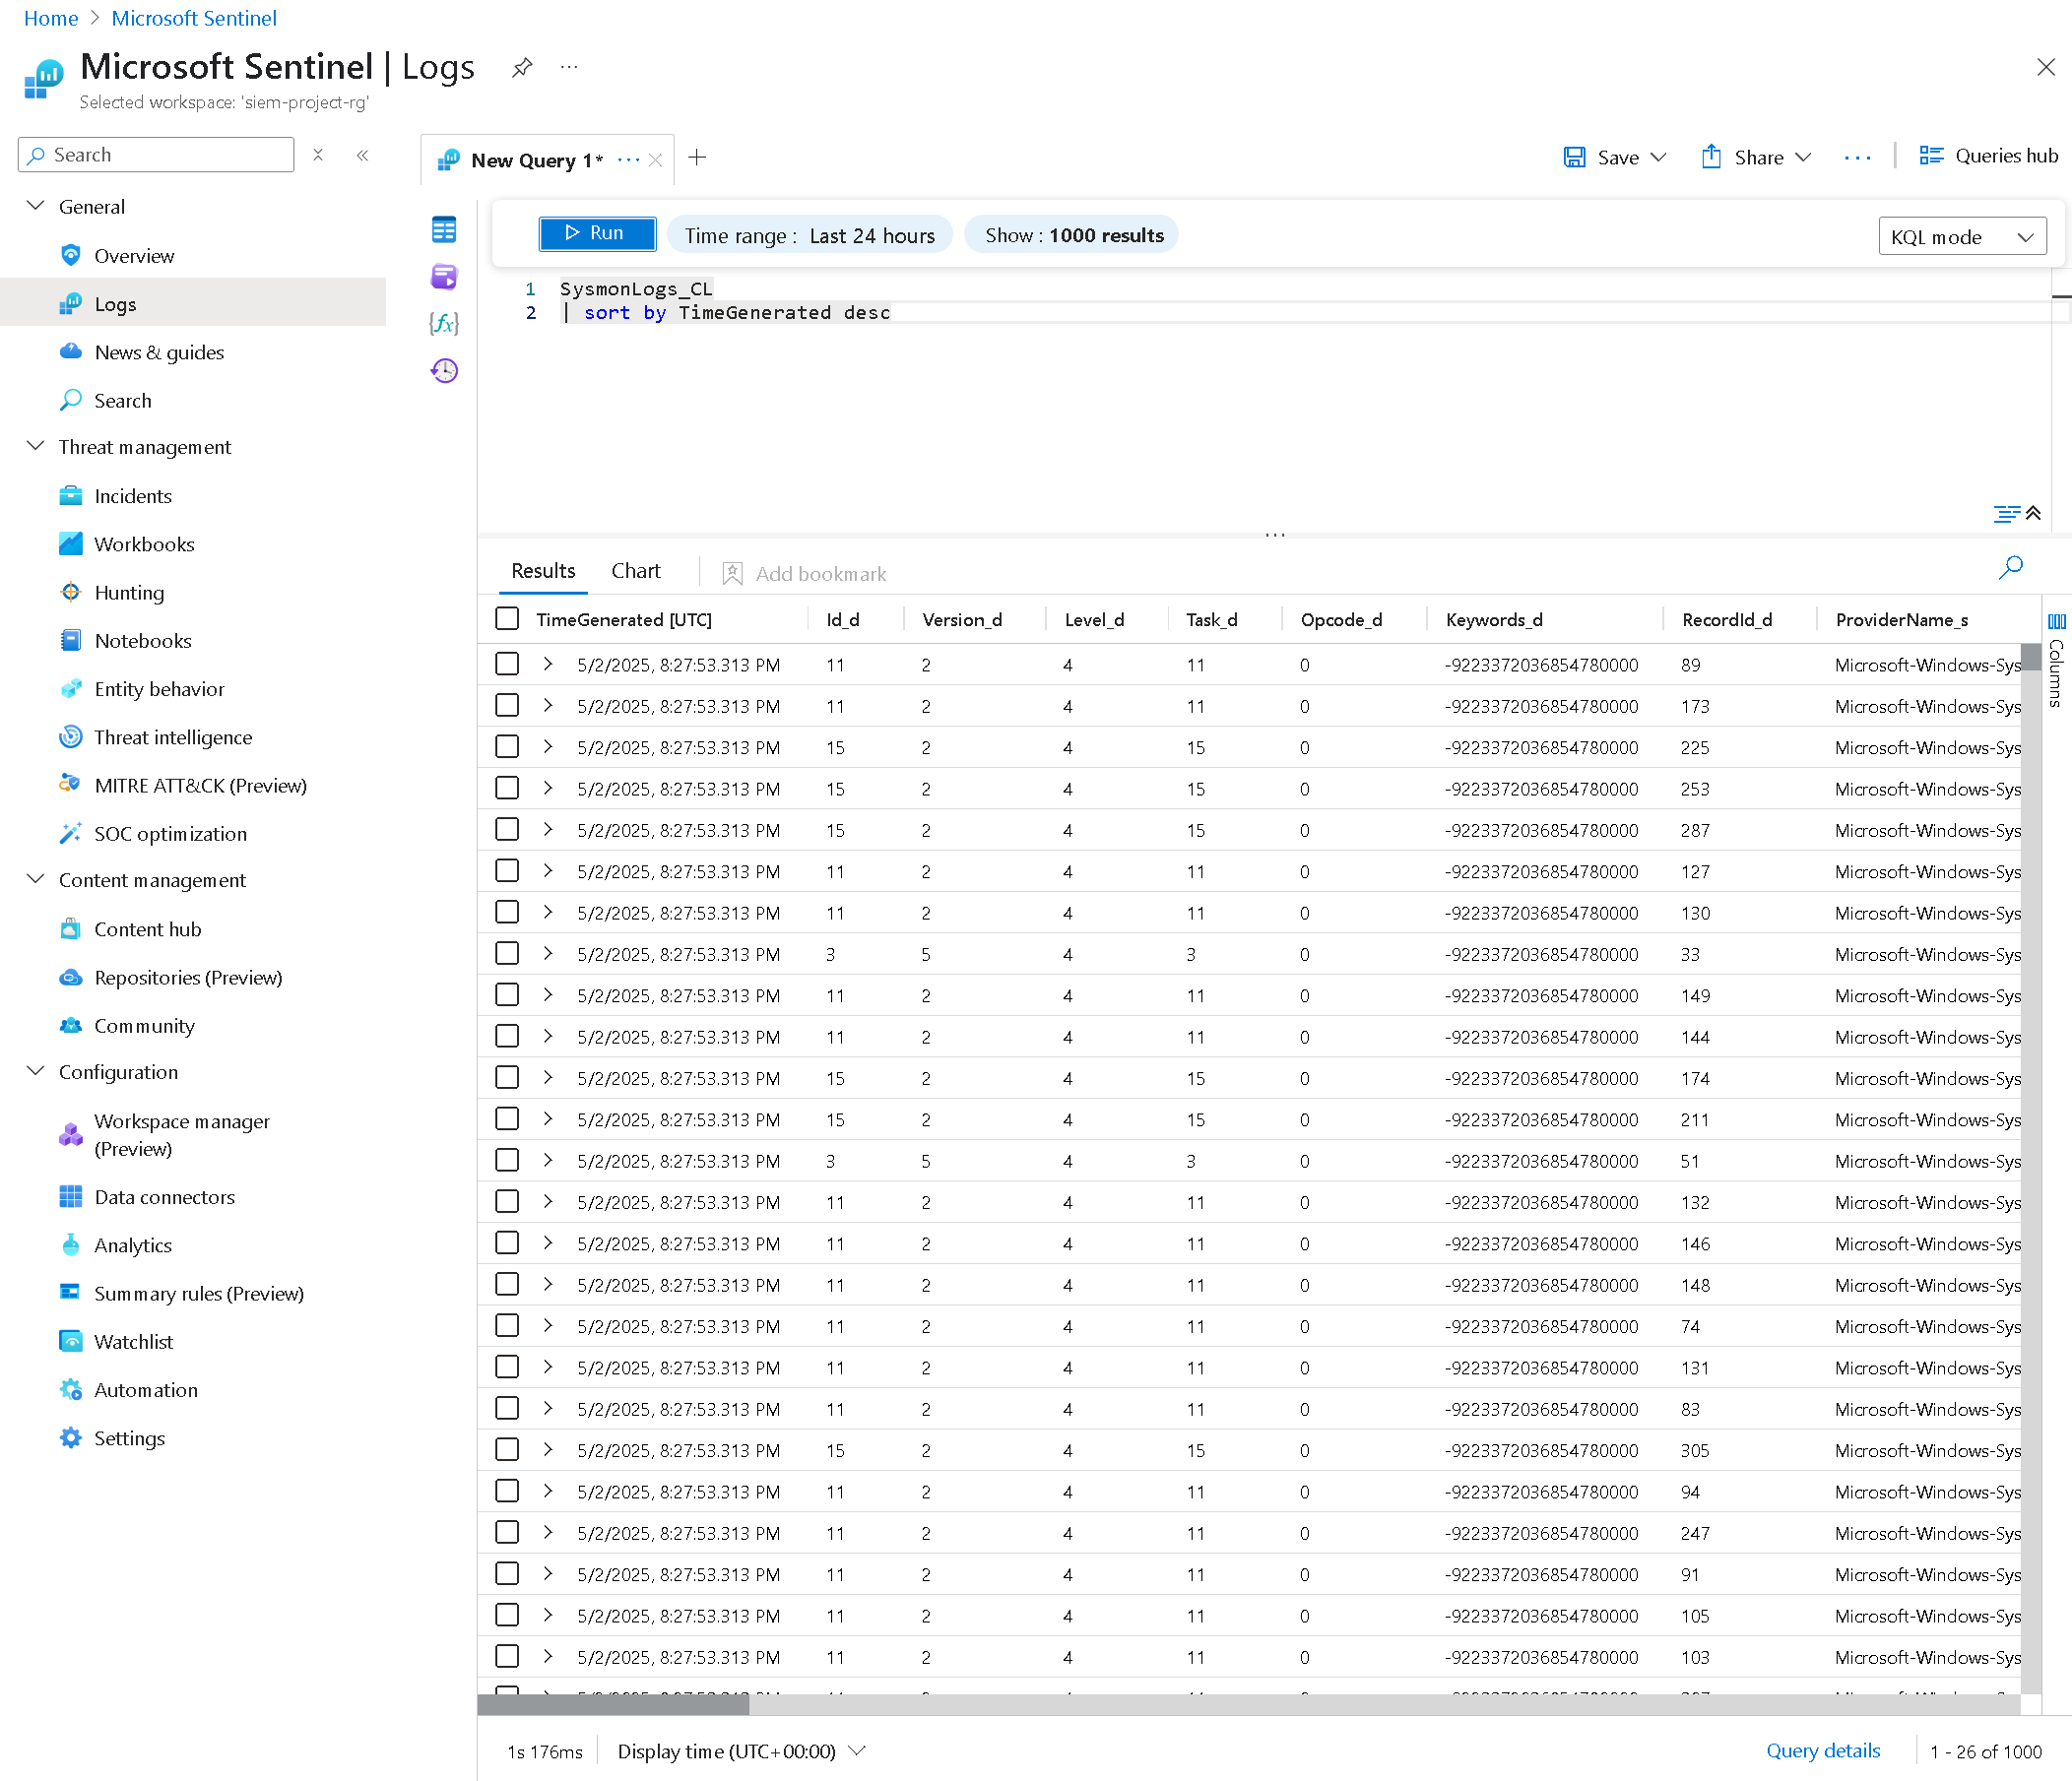 Home > Microsoft Sentinel
Microsoft Sentinel | Logs ...
Selected workspace: 'siem-project-rg'
Search
General
Overview
Logs
News & guides
Search
Threat management
Incidents
Workbooks
Hunting
Notebooks
Entity behavior
Threat intelligence
MITRE ATT&CK (Preview)
SOC optimization
Content management
Content hub
Repositories (Preview)
Community
Configuration
Workspace manager
(Preview)
Data connectors
Analytics
Summary rules (Preview)
Watchlist
Automation
Settings
New Query 1* ...
Save Share ... Queries hub
Run Time range : Last 24 hours Show : 1000 results KQL mode
1 SysmonLogs_CL
2 | sort by TimeGenerated desc
Results Chart Add bookmark
TimeGenerated [UTC] Id_d Version_d Level_d Task_d Opcode_d Keywords_d RecordId_d ProviderName_s
Columns
5/2/2025, 8:27:53.313 PM 11 2 4 11 0 -9223372036854780000 89 Microsoft-Windows-Sys
5/2/2025, 8:27:53.313 PM 11 2 4 11 0 -9223372036854780000 173 Microsoft-Windows-Sys
5/2/2025, 8:27:53.313 PM 15 2 4 15 0 -9223372036854780000 225 Microsoft-Windows-Sys
5/2/2025, 8:27:53.313 PM 15 2 4 15 0 -9223372036854780000 253 Microsoft-Windows-Sys
5/2/2025, 8:27:53.313 PM 15 2 4 15 0 -9223372036854780000 287 Microsoft-Windows-Sys
5/2/2025, 8:27:53.313 PM 11 2 4 11 0 -9223372036854780000 127 Microsoft-Windows-Sys
5/2/2025, 8:27:53.313 PM 11 2 4 11 0 -9223372036854780000 130 Microsoft-Windows-Sys
5/2/2025, 8:27:53.313 PM 3 5 4 3 0 -9223372036854780000 33 Microsoft-Windows-Sys
5/2/2025, 8:27:53.313 PM 11 2 4 11 0 -9223372036854780000 149 Microsoft-Windows-Sys
5/2/2025, 8:27:53.313 PM 11 2 4 11 0 -9223372036854780000 144 Microsoft-Windows-Sys
5/2/2025, 8:27:53.313 PM 15 2 4 15 0 -9223372036854780000 174 Microsoft-Windows-Sys
5/2/2025, 8:27:53.313 PM 15 2 4 15 0 -9223372036854780000 211 Microsoft-Windows-Sys
5/2/2025, 8:27:53.313 PM 3 5 4 3 0 -9223372036854780000 51 Microsoft-Windows-Sys
5/2/2025, 8:27:53.313 PM 11 2 4 11 0 -9223372036854780000 132 Microsoft-Windows-Sys
5/2/2025, 8:27:53.313 PM 11 2 4 11 0 -9223372036854780000 146 Microsoft-Windows-Sys
5/2/2025, 8:27:53.313 PM 11 2 4 11 0 -9223372036854780000 148 Microsoft-Windows-Sys
5/2/2025, 8:27:53.313 PM 11 2 4 11 0 -9223372036854780000 74 Microsoft-Windows-Sys
5/2/2025, 8:27:53.313 PM 11 2 4 11 0 -9223372036854780000 131 Microsoft-Windows-Sys
5/2/2025, 8:27:53.313 PM 11 2 4 11 0 -9223372036854780000 83 Microsoft-Windows-Sys
5/2/2025, 8:27:53.313 PM 15 2 4 15 0 -9223372036854780000 305 Microsoft-Windows-Sys
5/2/2025, 8:27:53.313 PM 11 2 4 11 0 -9223372036854780000 94 Microsoft-Windows-Sys
5/2/2025, 8:27:53.313 PM 11 2 4 11 0 -9223372036854780000 247 Microsoft-Windows-Sys
5/2/2025, 8:27:53.313 PM 11 2 4 11 0 -9223372036854780000 91 Microsoft-Windows-Sys
5/2/2025, 8:27:53.313 PM 11 2 4 11 0 -9223372036854780000 105 Microsoft-Windows-Sys
5/2/2025, 8:27:53.313 PM 11 2 4 11 0 -9223372036854780000 103 Microsoft-Windows-Sys
1s 176ms Display time (UTC+00:00) Query details 1 - 26 of 1000